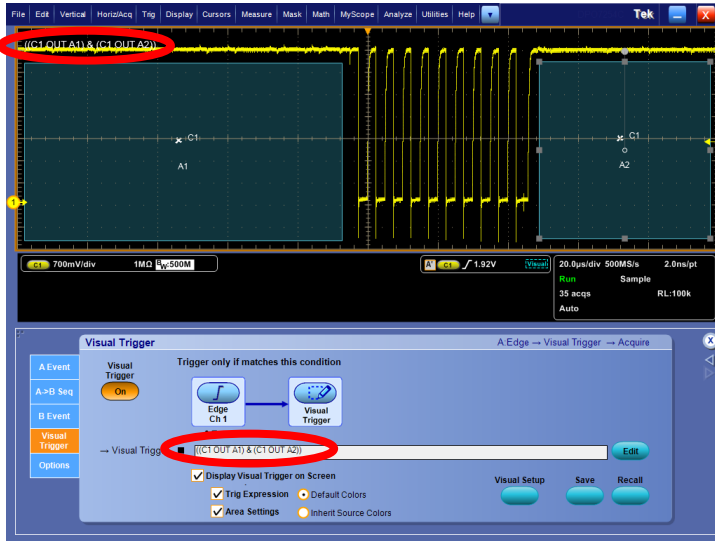 File Edit Vertical Horiz/Acq Trig Display Cursors Measure Mask Math MyScope Analyze Utilities Help Tek X
((C1 OUT A1) & (C1 OUT A2))
C1
A1
C1
A2
1
C1 700mV/div 1MΩ BW:500M
A' C1 1.92V Visual
20.0µs/div 500MS/s 2.0ns/pt
Run Sample
35 acqs RL:100k
Auto
Visual Trigger A:Edge → Visual Trigger → Acquire X
A Event
A->B Seq
B Event
Visual Trigger
Options
Visual Trigger
On
Trigger only if matches this condition
Edge
Ch 1
Visual
Trigger
→ Visual Trigg ((C1 OUT A1) & (C1 OUT A2)) Edit
Display Visual Trigger on Screen
Trig Expression Default Colors
Area Settings Inherit Source Colors
Visual Setup Save Recall